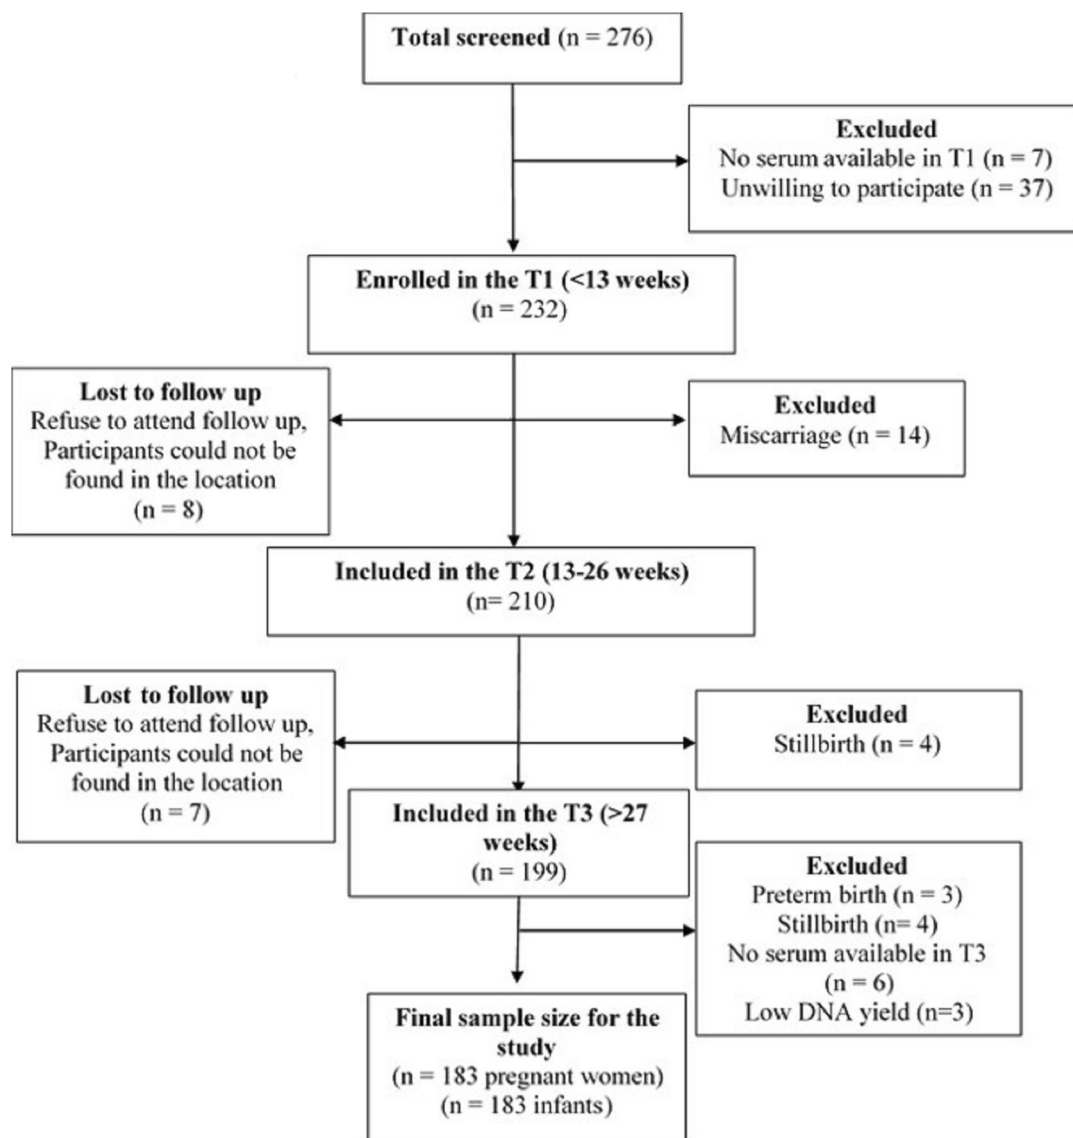 Total screened (n = 276)
Excluded
No serum available in T1 (n = 7)
Unwilling to participate (n = 37)
Enrolled in the T1 (<13 weeks)
(n = 232)
Lost to follow up
Refuse to attend follow up,
Participants could not be
found in the location
(n = 8)
Excluded
Miscarriage (n = 14)
Included in the T2 (13-26 weeks)
(n= 210)
Lost to follow up
Refuse to attend follow up,
Participants could not be
found in the location
(n = 7)
Excluded
Stillbirth (n = 4)
Included in the T3 (>27
weeks)
(n = 199)
Excluded
Preterm birth (n = 3)
Stillbirth (n= 4)
No serum available in T3
(n = 6)
Low DNA yield (n=3)
Final sample size for the
study
(n = 183 pregnant women)
(n = 183 infants)